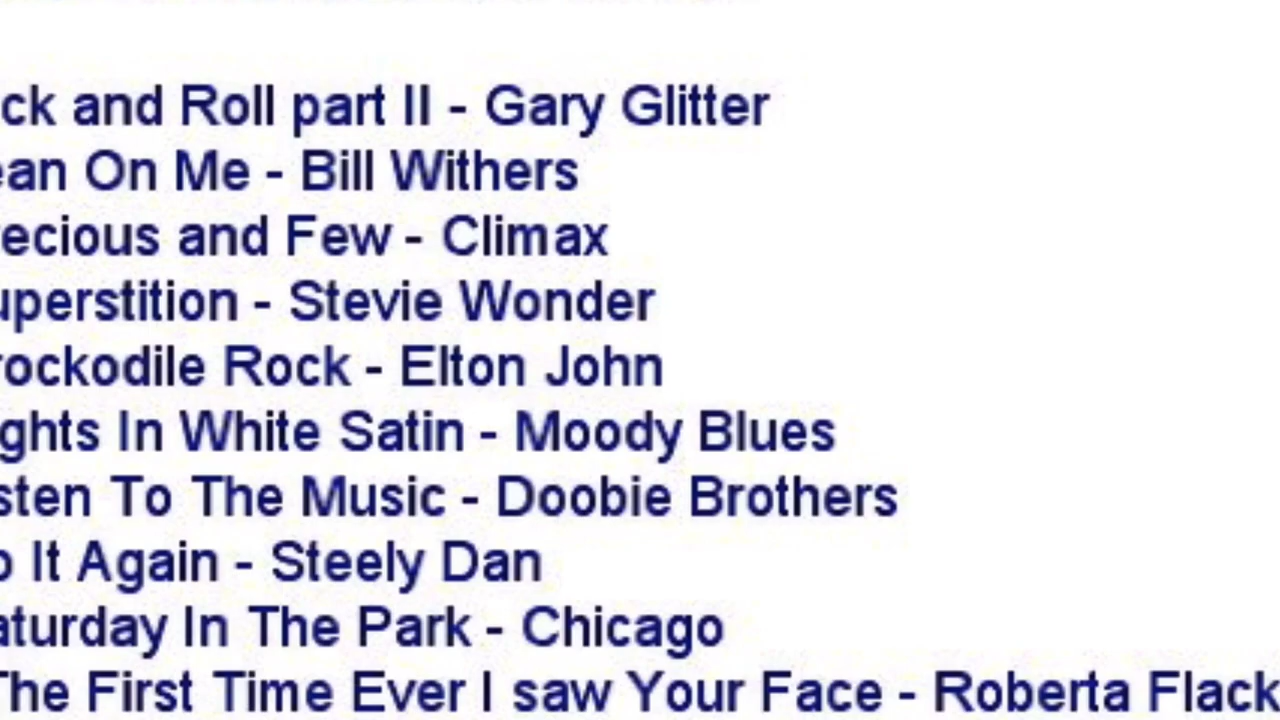 ck and Roll part II - Gary Glitter
ean On Me - Bill Withers
ecious and Few - Climax
uperstition - Stevie Wonder
rockodile Rock - Elton John
ghts In White Satin - Moody Blues
sten To The Music - Doobie Brothers
o It Again - Steely Dan
aturday In The Park - Chicago
The First Time Ever I saw Your Face - Roberta Flack